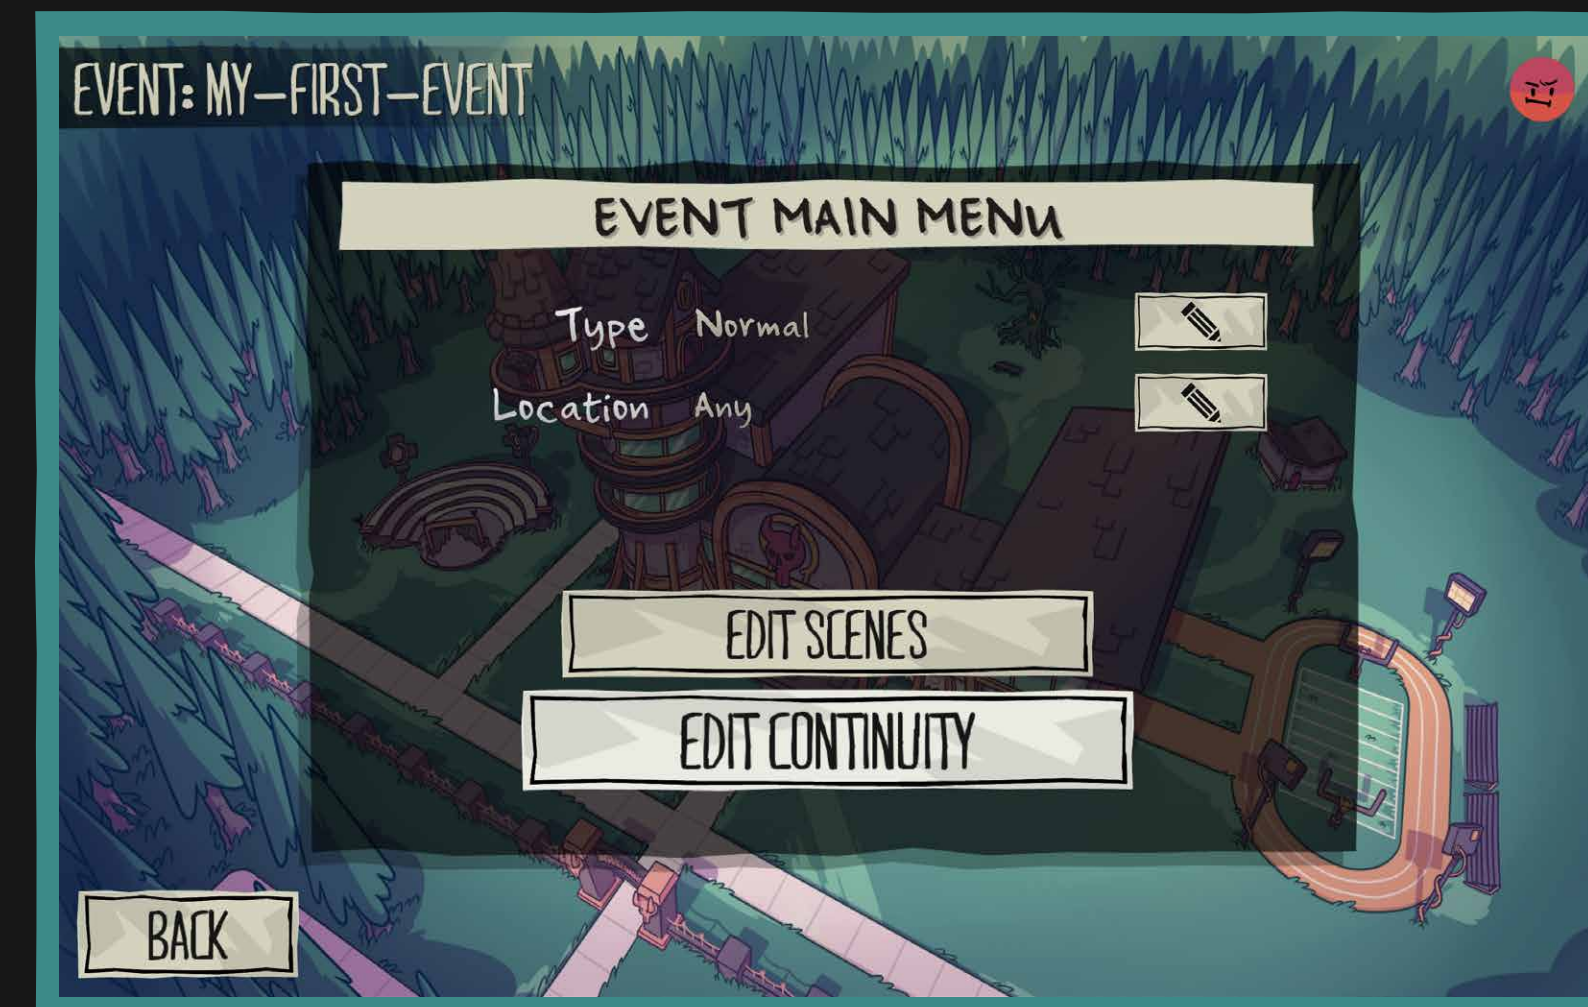 EVENT: MY-FIRST-EVENT
EVENT MAIN MENU
Type Normal
Location Any
EDIT SCENES
EDIT CONTINUITY
BACK